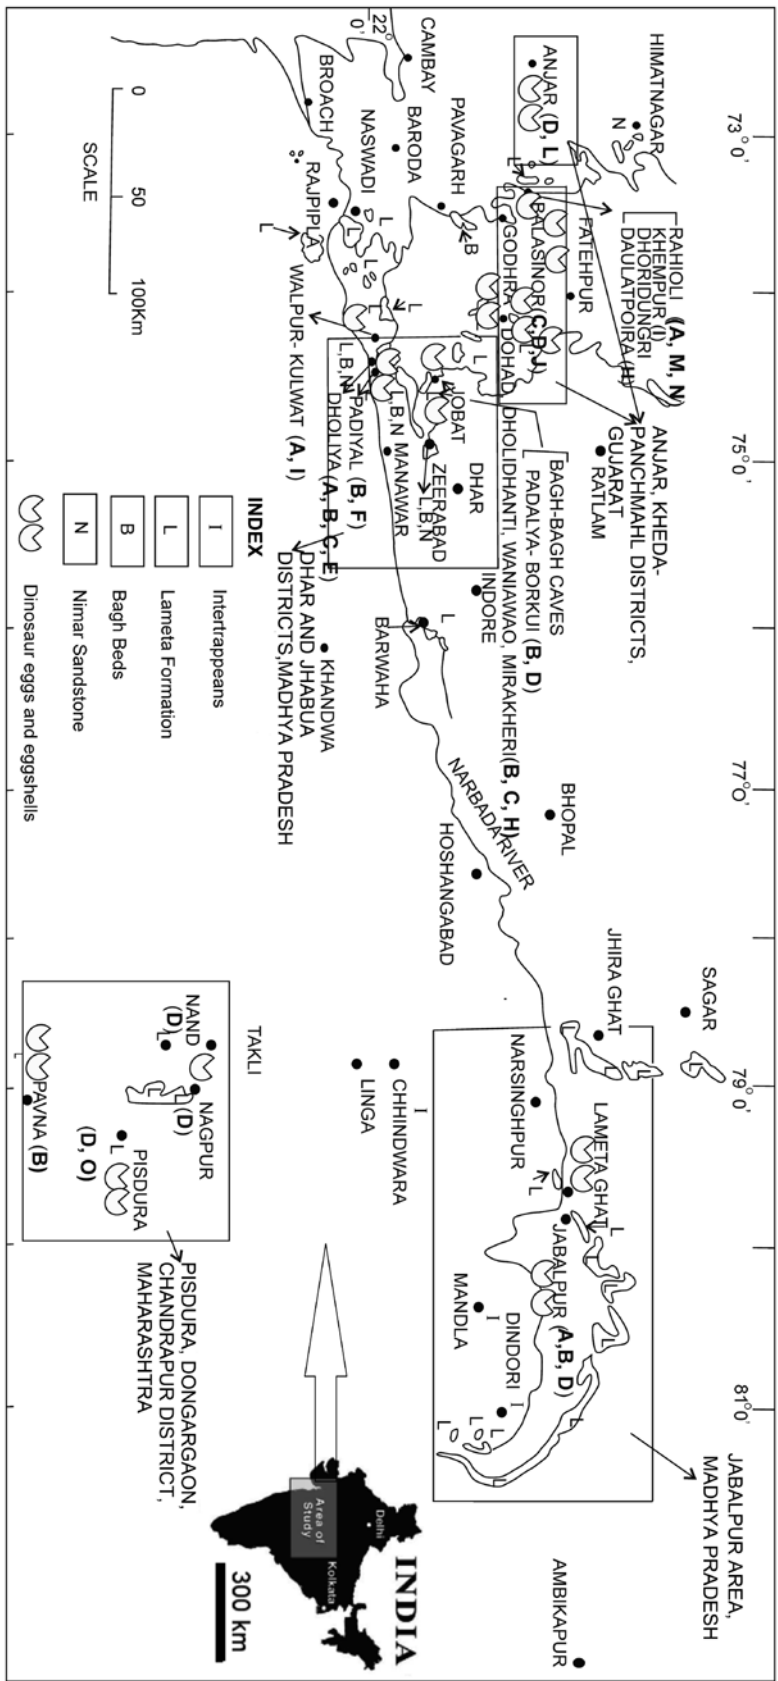 73°0'
75°0'
77°O'
79°0'
81°0'
HIMATNAGAR
N
RAHIOLI (A, M, N)
KHEMPUR (I)
DHORIDUNGRI
DAULATPOIRA (H)
ANJAR, KHEDA-
PANCHMAHL DISTRICTS,
GUJARAT
RATLAM
ANJAR (D, L)
FATEHPUR
BALASINOR (C, D, J)
GODHRA
DOHAD, DHOLIDHANTI, WANIAWAO, MIRAKHERI (B, C, H)
BAGH-BAGH CAVES
PADALYA- BORKUI (B, D)
PAVAGARH
B
BARODA
CAMBAY
22°
0'
BROACH
NASWADI
RAJPIPLA
L
JOBAT
ZEERABAD
L,B,N
DHAR
INDORE
L,B,N MANAWAR
L,B,N
PADIYAL (B, F)
DHOLIYA (A, B, C, E)
WALPUR- KULWAT (A, I)
DHAR AND JHABUA
DISTRICTS,MADHYA PRADESH
BARWAHA
L
KHANDWA
NARBADA RIVER
BHOPAL
HOSHANGABAD
SAGAR
JHIRA GHAT
NARSINGHPUR
LAMETA GHAT
L
JABALPUR (A,B, D)
MANDLA
I
DINDORI
I
L
JABALPUR AREA,
MADHYA PRADESH
AMBIKAPUR
I
CHHINDWARA
LINGA
TAKLI
NAND
L
(D)
NAGPUR
L
(D)
PISDURA
L
(D, O)
PAVNA (B)
PISDURA, DONGARGAON,
CHANDRAPUR DISTRICT,
MAHARASHTRA
0 50 100Km
SCALE
INDEX
I Intertrappeans
L Lameta Formation
B Bagh Beds
N Nimar Sandstone
Dinosaur eggs and eggshells
INDIA
Delhi
Area of
Study
Kolkata
300 km